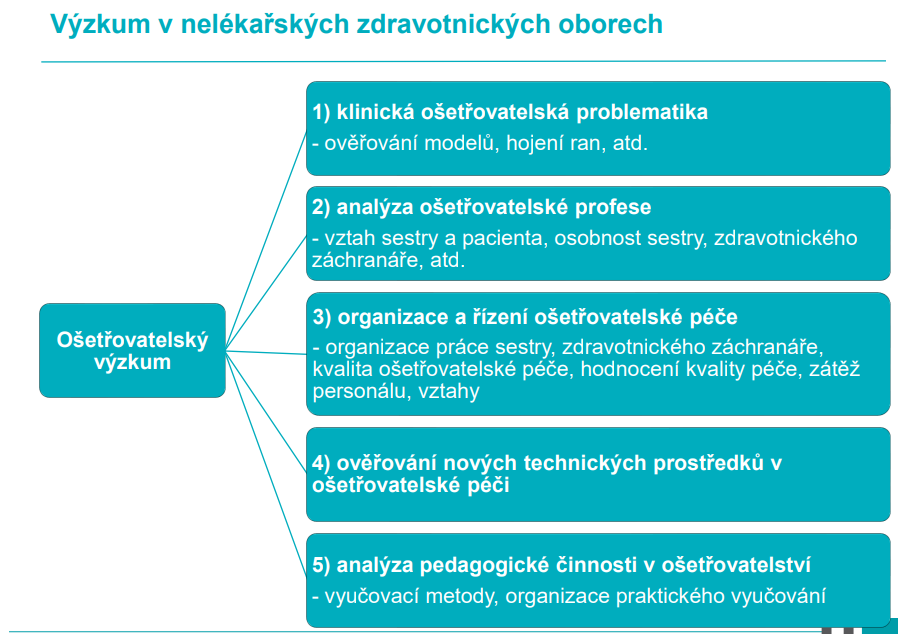 Výzkum v nelékařských zdravotnických oborech
1) klinická ošetřovatelská problematika
- ověřování modelů, hojení ran, atd.
2) analýza ošetřovatelské profese
- vztah sestry a pacienta, osobnost sestry, zdravotnického
záchranáře, atd.
Ošetřovatelský
výzkum
3) organizace a řízení ošetřovatelské péče
- organizace práce sestry, zdravotnického záchranáře,
kvalita ošetřovatelské péče, hodnocení kvality péče, zátěž
personálu, vztahy
4) ověřování nových technických prostředků v
ošetřovatelské péči
5) analýza pedagogické činnosti v ošetřovatelství
- vyučovací metody, organizace praktického vyučování